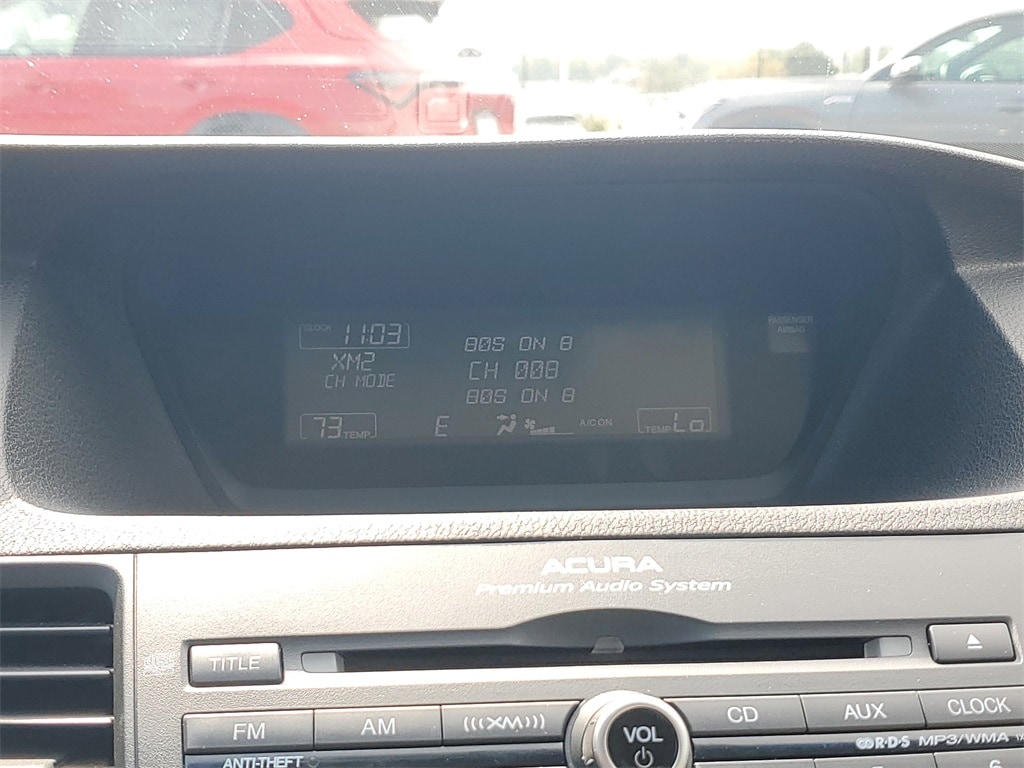 CLOCK 11:03
80S ON 8
PASSENGER
AIRBAG
XM2
CH 008
CH MODE
80S ON 8
73 TEMP
E
A/C ON
TEMP Lo
ACURA
Premium Audio System
TITLE
FM
AM
(((XM)))
VOL
CD
AUX
CLOCK
ANTI-THEFT
R·D·S MP3/WMA
6